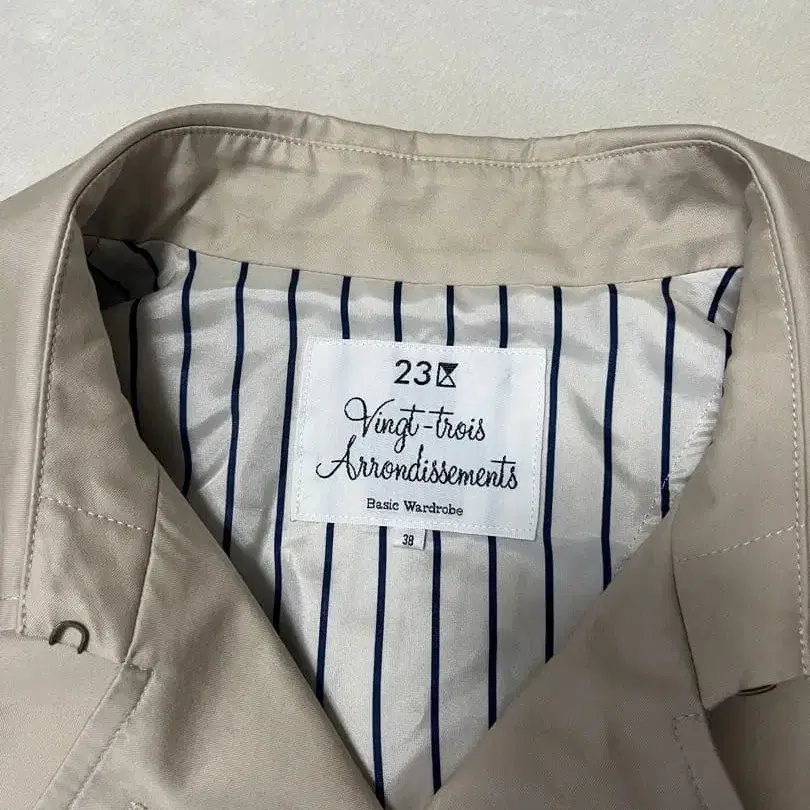 23区
Vingt-trois
Arrondissements
Basic Wardrobe
38